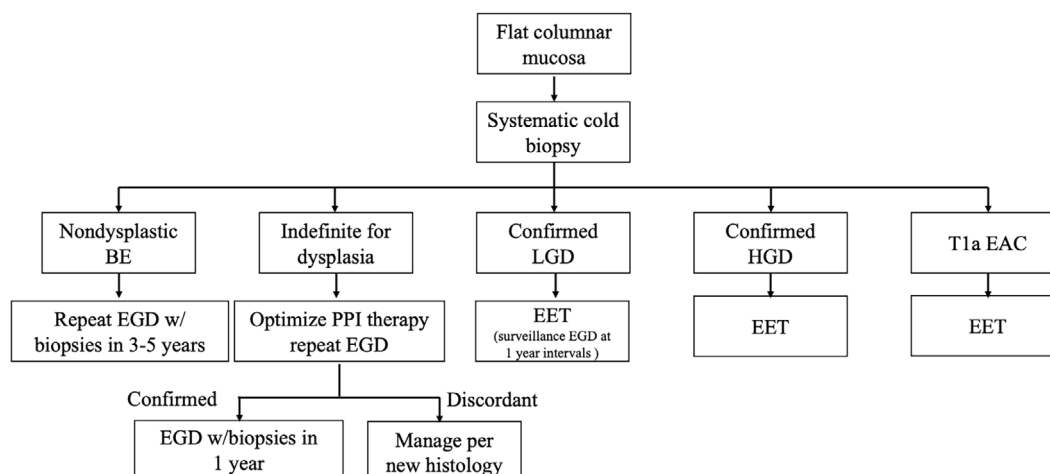 Flat columnar
mucosa
Systematic cold
biopsy
Nondysplastic
BE
Indefinite for
dysplasia
Confirmed
LGD
Confirmed
HGD
T1a EAC
Repeat EGD w/
biopsies in 3-5 years
Optimize PPI therapy
repeat EGD
EET
(surveillance EGD at
1 year intervals )
EET
EET
Confirmed
Discordant
EGD w/biopsies in
1 year
Manage per
new histology